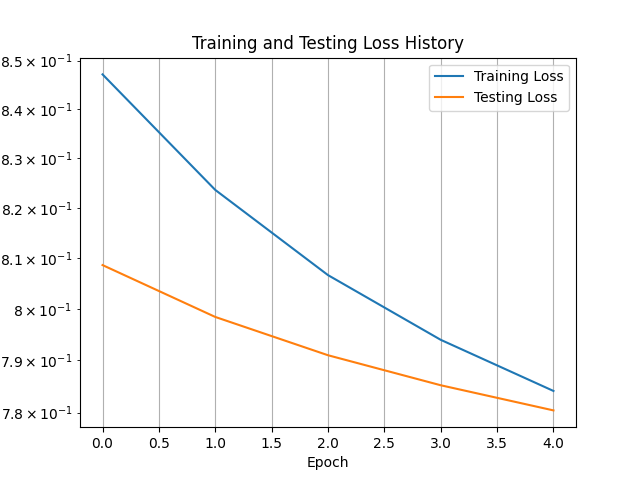 Training and Testing Loss History
8.5 × 10⁻¹
8.4 × 10⁻¹
8.3 × 10⁻¹
8.2 × 10⁻¹
8.1 × 10⁻¹
8 × 10⁻¹
7.9 × 10⁻¹
7.8 × 10⁻¹
Training Loss
Testing Loss
0.0 0.5 1.0 1.5 2.0 2.5 3.0 3.5 4.0
Epoch